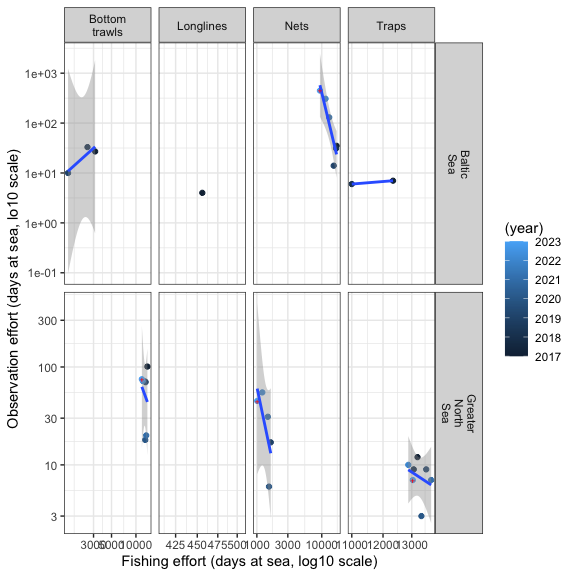 Bottom
trawls
Longlines
Nets
Traps
Observation effort (days at sea, lo10 scale)
1e+03
1e+02
1e+01
1e+00
1e-01
Baltic
Sea
300
100
30
10
3
Greater
North
Sea
3000 5000 10000
425 450 475 5500
1000 3000 10000
11000 12000 13000
Fishing effort (days at sea, log10 scale)
(year)
2023
2022
2021
2020
2019
2018
2017